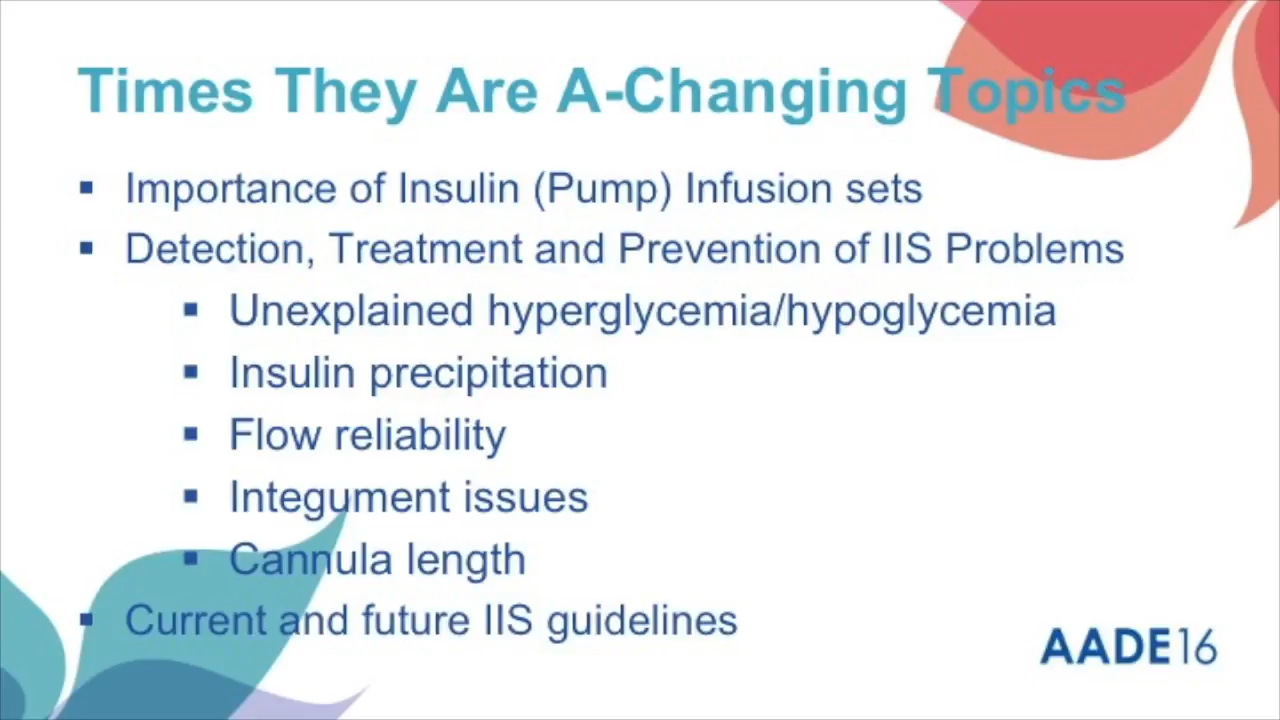 Times They Are A-Changing Topics
▪ Importance of Insulin (Pump) Infusion sets
▪ Detection, Treatment and Prevention of IIS Problems
▪ Unexplained hyperglycemia/hypoglycemia
▪ Insulin precipitation
▪ Flow reliability
▪ Integument issues
▪ Cannula length
▪ Current and future IIS guidelines
AADE16